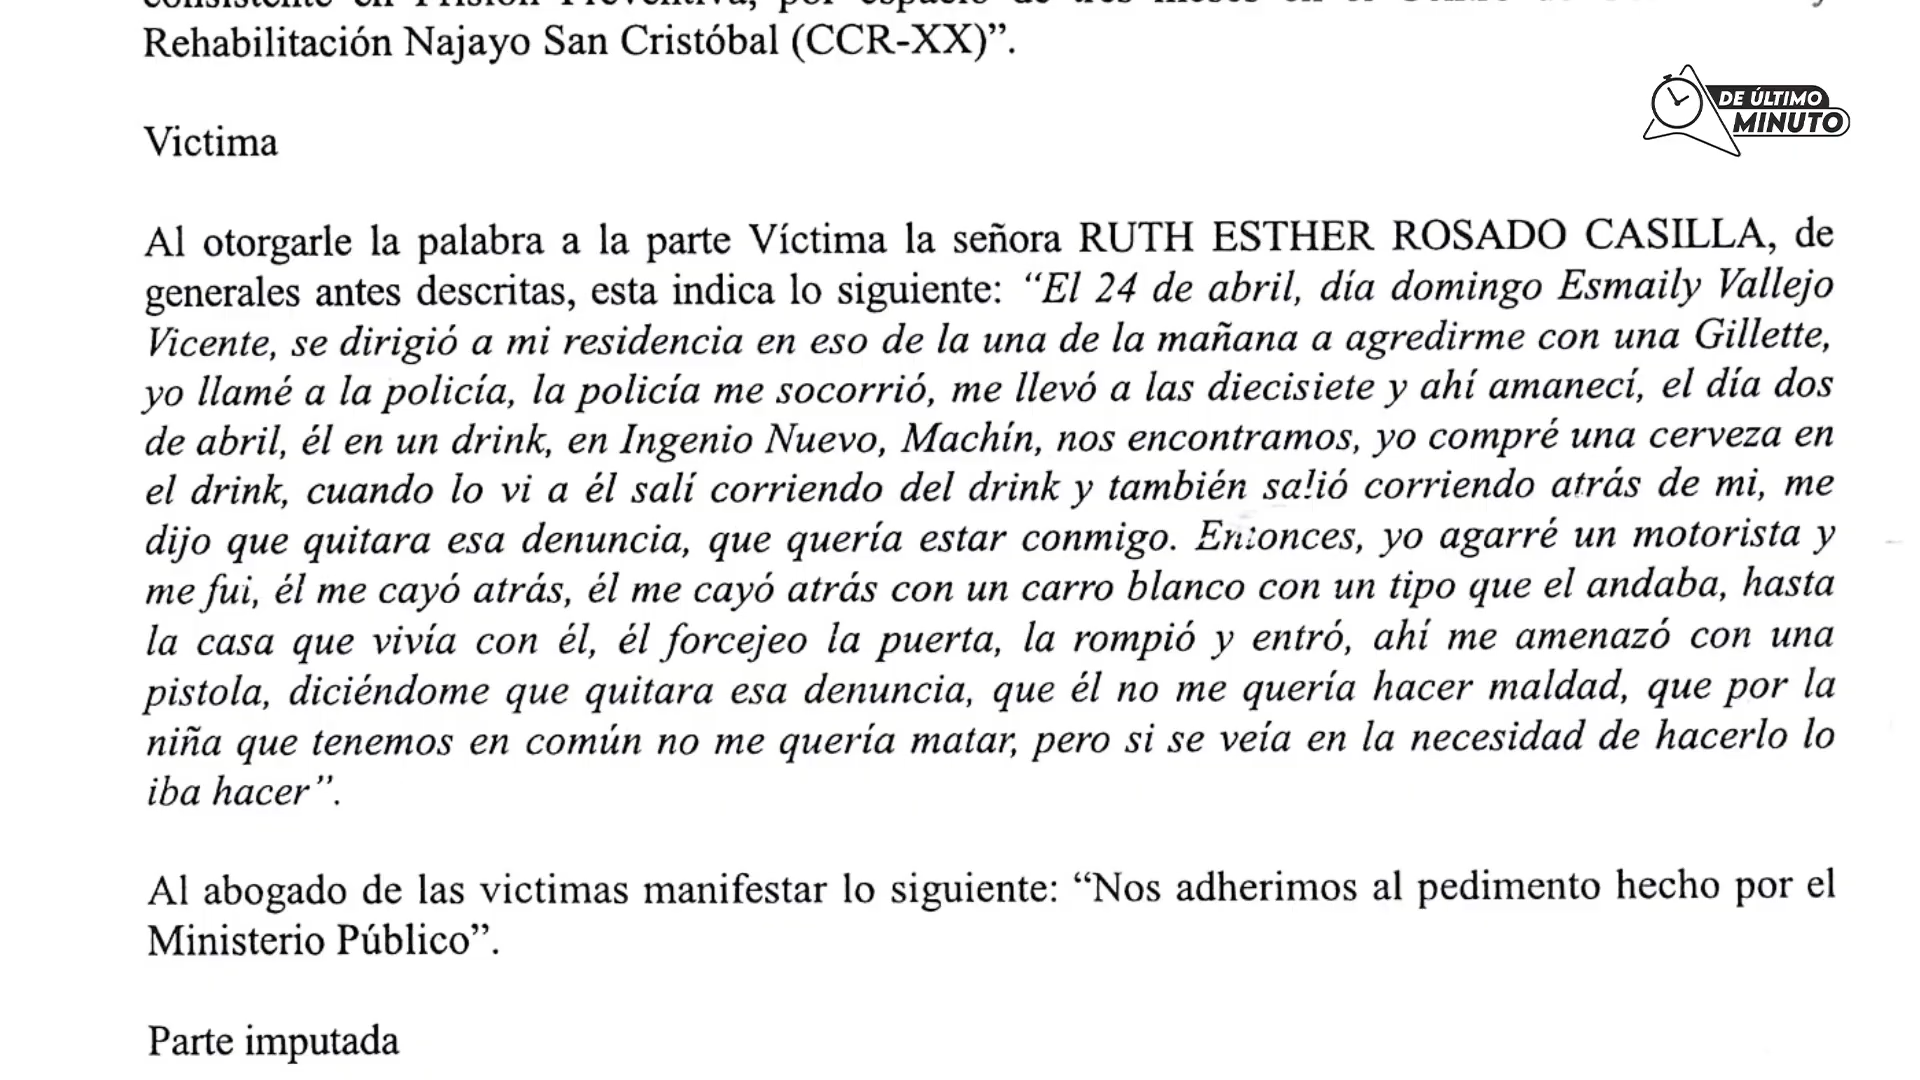 Rehabilitación Najayo San Cristóbal (CCR-XX)”.
DE ÚLTIMO
MINUTO
Victima
Al otorgarle la palabra a la parte Víctima la señora RUTH ESTHER ROSADO CASILLA, de
generales antes descritas, esta indica lo siguiente: “El 24 de abril, día domingo Esmaily Vallejo
Vicente, se dirigió a mi residencia en eso de la una de la mañana a agredirme con una Gillette,
yo llamé a la policía, la policía me socorrió, me llevó a las diecisiete y ahí amanecí, el día dos
de abril, él en un drink, en Ingenio Nuevo, Machín, nos encontramos, yo compré una cerveza en
el drink, cuando lo vi a él salí corriendo del drink y también salió corriendo atrás de mi, me
dijo que quitara esa denuncia, que quería estar conmigo. Entonces, yo agarré un motorista y
me fui, él me cayó atrás, él me cayó atrás con un carro blanco con un tipo que el andaba, hasta
la casa que vivía con él, él forcejeo la puerta, la rompió y entró, ahí me amenazó con una
pistola, diciéndome que quitara esa denuncia, que él no me quería hacer maldad, que por la
niña que tenemos en común no me quería matar, pero si se veía en la necesidad de hacerlo lo
iba hacer”.
Al abogado de las victimas manifestar lo siguiente: “Nos adherimos al pedimento hecho por el
Ministerio Público”.
Parte imputada